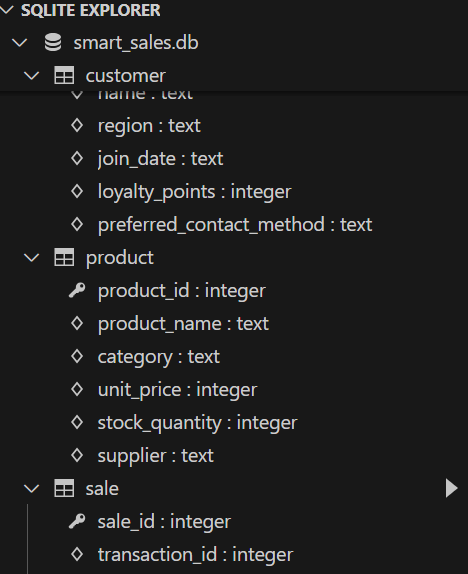 SQLITE EXPLORER
smart_sales.db
customer
name : text
region : text
join_date : text
loyalty_points : integer
preferred_contact_method : text
product
product_id : integer
product_name : text
category : text
unit_price : integer
stock_quantity : integer
supplier : text
sale
sale_id : integer
transaction_id : integer